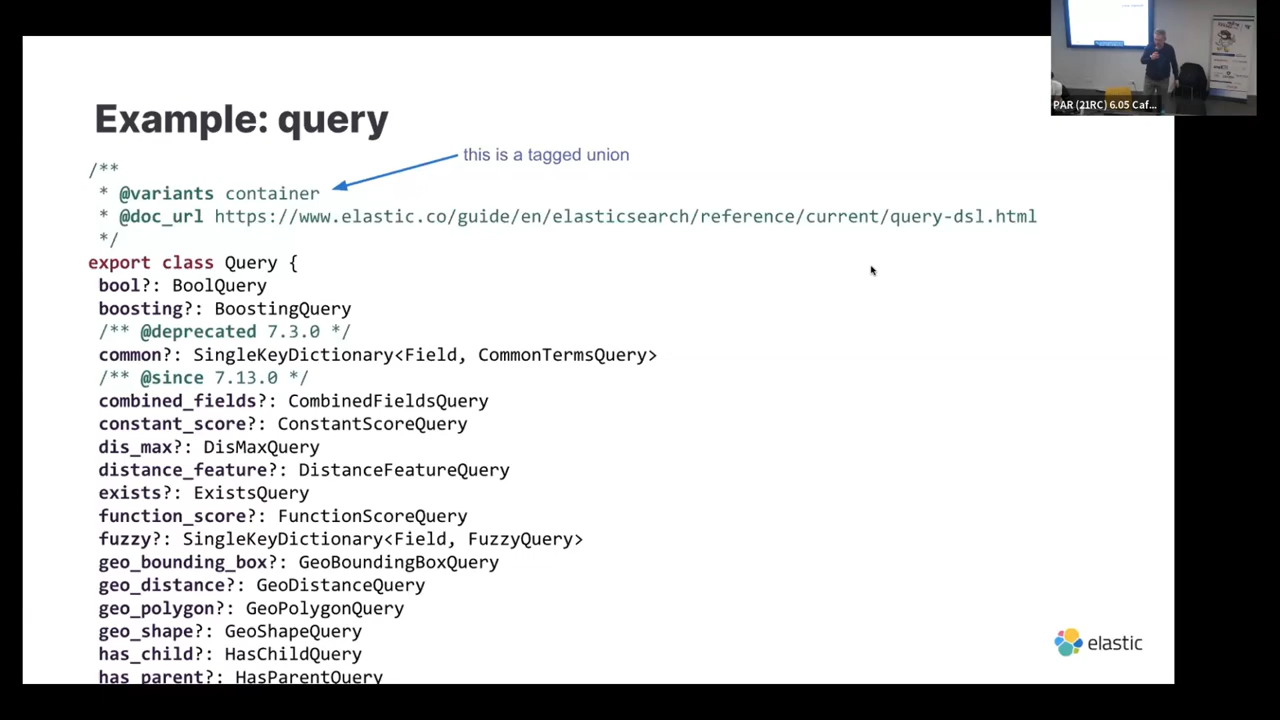 Example: query
this is a tagged union
/**
* @variants container
* @doc_url https://www.elastic.co/guide/en/elasticsearch/reference/current/query-dsl.html
*/
export class Query {
bool?: BoolQuery
boosting?: BoostingQuery
/** @deprecated 7.3.0 */
common?: SingleKeyDictionary<Field, CommonTermsQuery>
/** @since 7.13.0 */
combined_fields?: CombinedFieldsQuery
constant_score?: ConstantScoreQuery
dis_max?: DisMaxQuery
distance_feature?: DistanceFeatureQuery
exists?: ExistsQuery
function_score?: FunctionScoreQuery
fuzzy?: SingleKeyDictionary<Field, FuzzyQuery>
geo_bounding_box?: GeoBoundingBoxQuery
geo_distance?: GeoDistanceQuery
geo_polygon?: GeoPolygonQuery
geo_shape?: GeoShapeQuery
has_child?: HasChildQuery
has_parent?: HasParentQuery
elastic
PAR (21RC) 6.05 Caf...